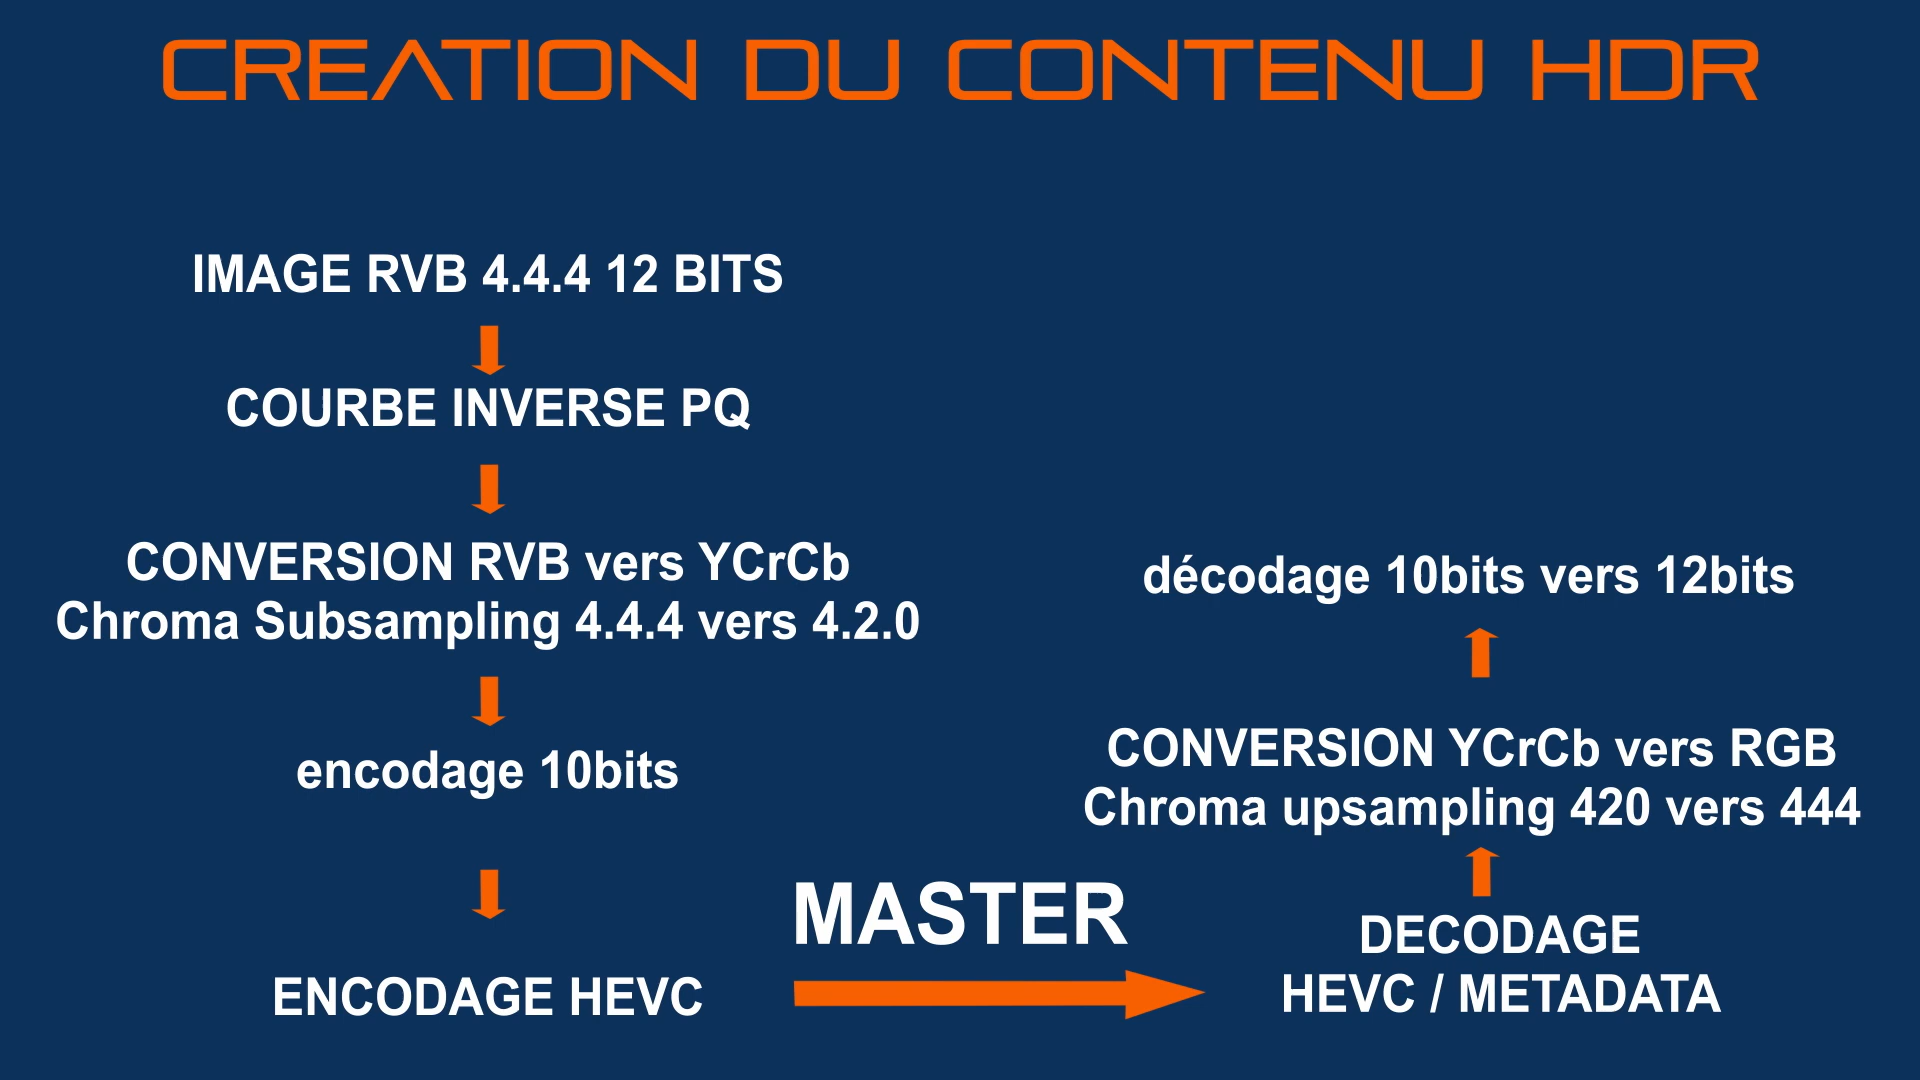 CREATION DU CONTENU HDR
IMAGE RVB 4.4.4 12 BITS
COURBE INVERSE PQ
CONVERSION RVB vers YCrCb
Chroma Subsampling 4.4.4 vers 4.2.0
encodage 10bits
ENCODAGE HEVC
MASTER
décodage 10bits vers 12bits
CONVERSION YCrCb vers RGB
Chroma upsampling 420 vers 444
DECODAGE
HEVC / METADATA